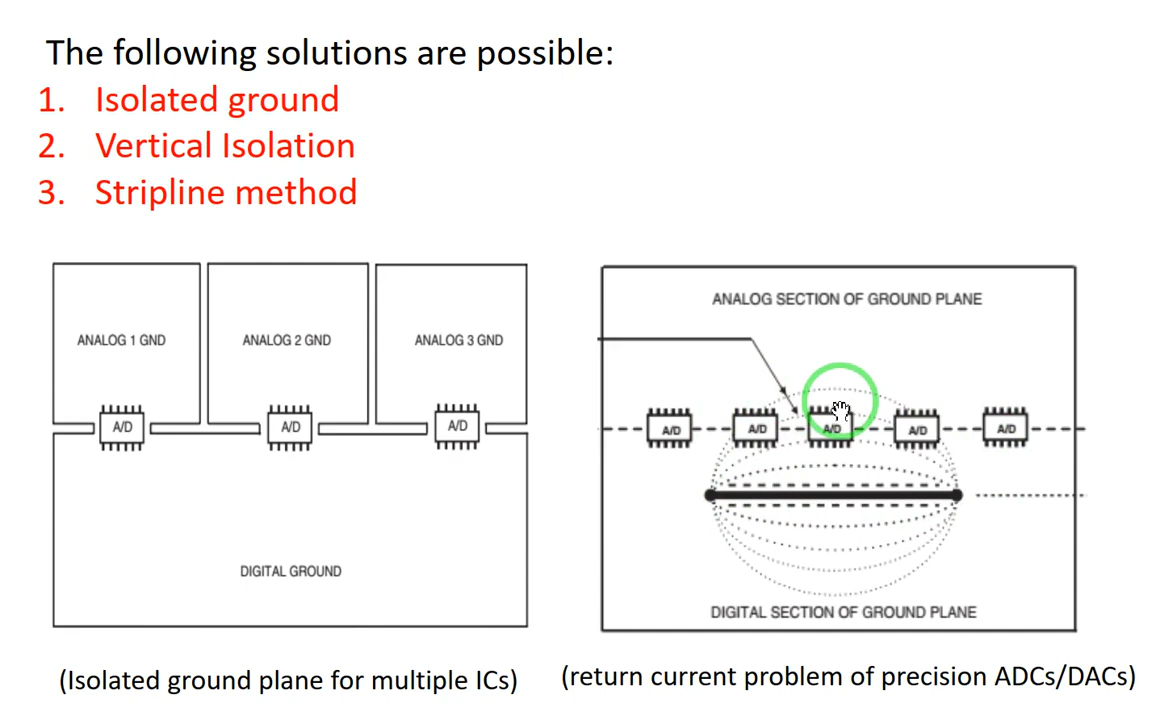 The following solutions are possible:
1. Isolated ground
2. Vertical Isolation
3. Stripline method
ANALOG 1 GND
ANALOG 2 GND
ANALOG 3 GND
A/D
A/D
A/D
DIGITAL GROUND
(Isolated ground plane for multiple ICs)
ANALOG SECTION OF GROUND PLANE
A/D
A/D
A/D
A/D
A/D
DIGITAL SECTION OF GROUND PLANE
(return current problem of precision ADCs/DACs)